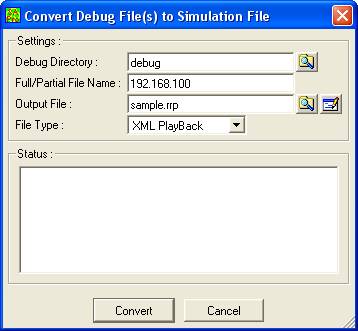 Convert Debug File(s) to Simulation File
Settings :
Debug Directory : debug
Full/Partial File Name : 192.168.100
Output File : sample.rrp
File Type : XML PlayBack
Status :
Convert Cancel